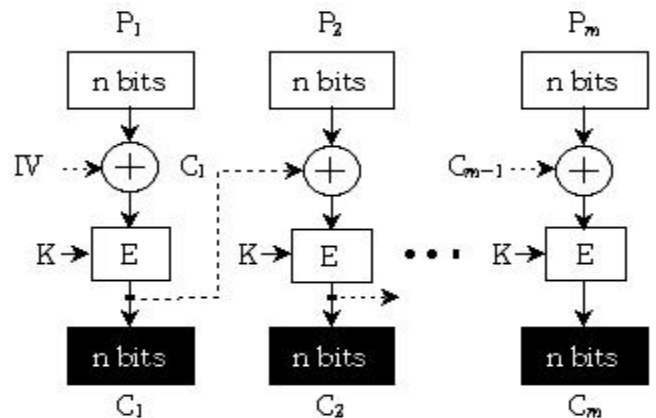 P1 P2 Pm
n bits n bits n bits
IV C1 Cm-1
K E K E K E
n bits n bits n bits
C1 C2 Cm